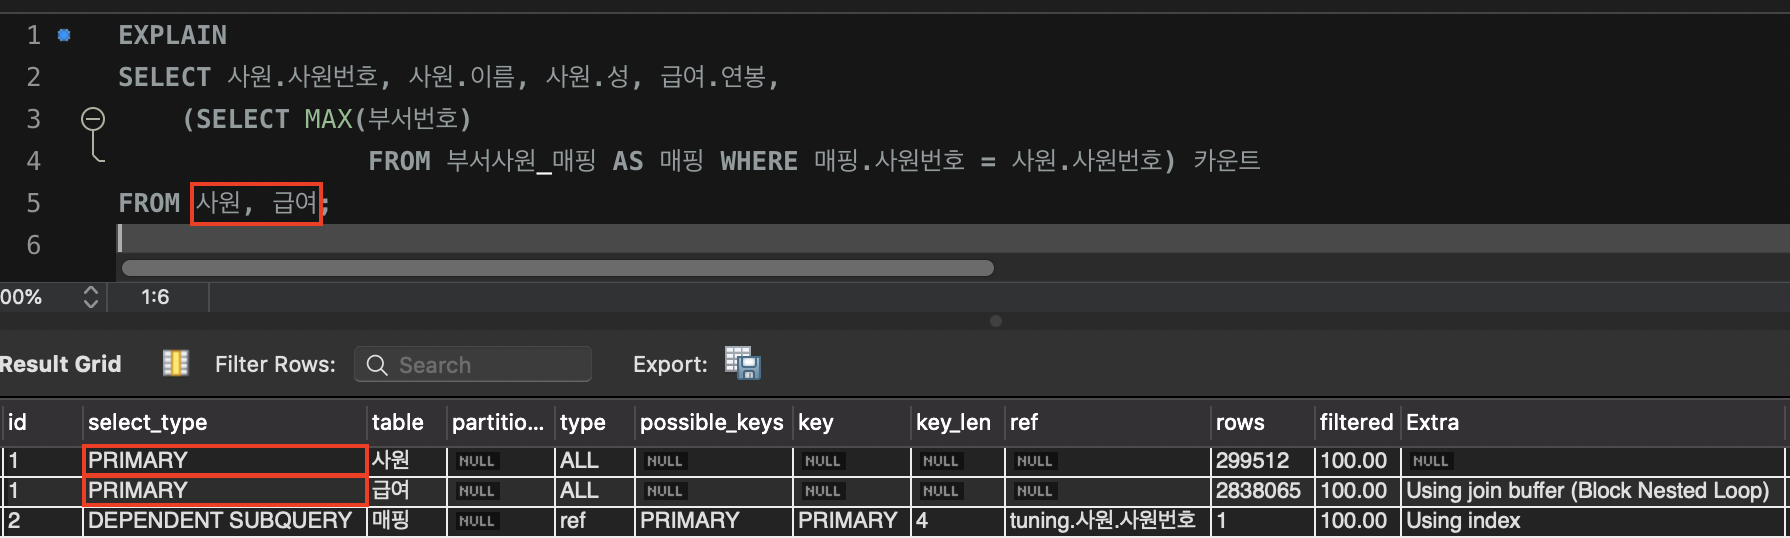 1 EXPLAIN
2 SELECT 사원.사원번호, 사원.이름, 사원.성, 급여.연봉,
3 (SELECT MAX(부서번호)
4 FROM 부서사원_매핑 AS 매핑 WHERE 매핑.사원번호 = 사원.사원번호) 카운트
5 FROM 사원, 급여;
6
00% 1:6
Result Grid Filter Rows: Search Export:
id select_type table partitio... type possible_keys key key_len ref rows filtered Extra
1 PRIMARY 사원 NULL ALL NULL NULL NULL NULL 299512 100.00 NULL
1 PRIMARY 급여 NULL ALL NULL NULL NULL NULL 2838065 100.00 Using join buffer (Block Nested Loop)
2 DEPENDENT SUBQUERY 매핑 NULL ref PRIMARY PRIMARY 4 tuning.사원.사원번호 1 100.00 Using index